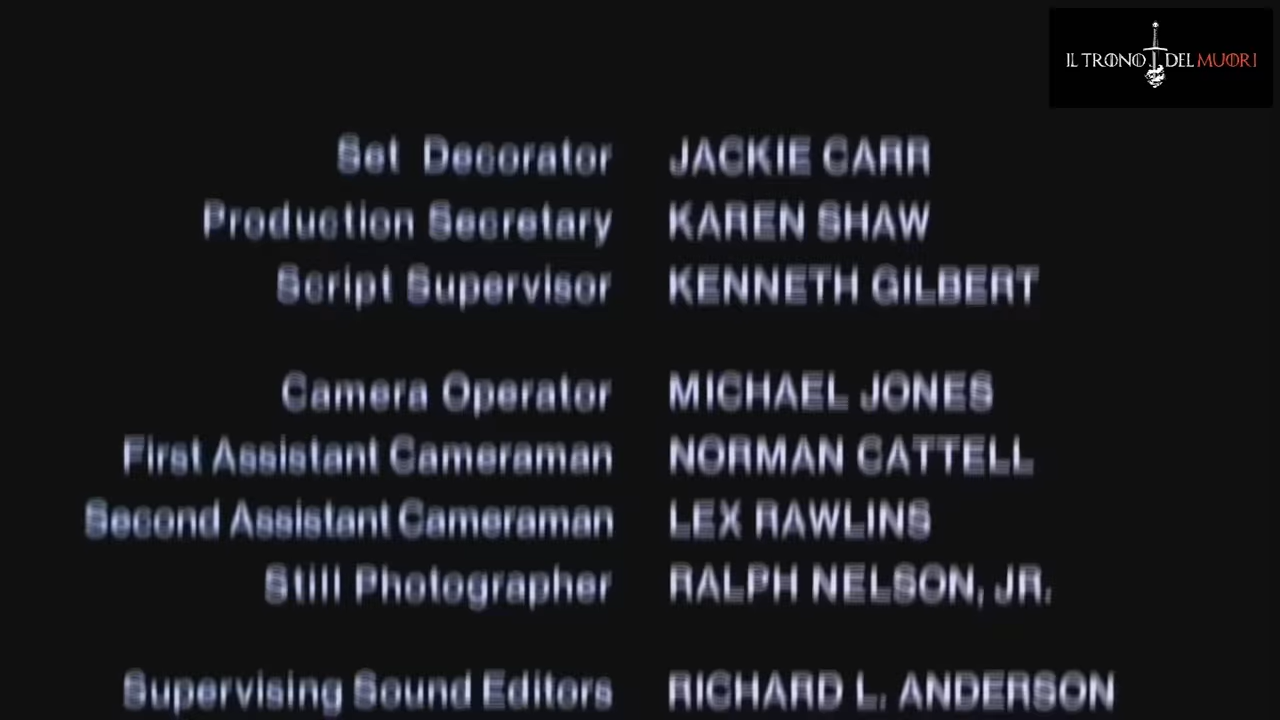 IL TRONO DEL MUORI
Set Decorator JACKIE CARR
Production Secretary KAREN SHAW
Script Supervisor KENNETH GILBERT
Camera Operator MICHAEL JONES
First Assistant Cameraman NORMAN CATTELL
Second Assistant Cameraman LEX RAWLINS
Still Photographer RALPH NELSON, JR.
Supervising Sound Editors RICHARD L. ANDERSON